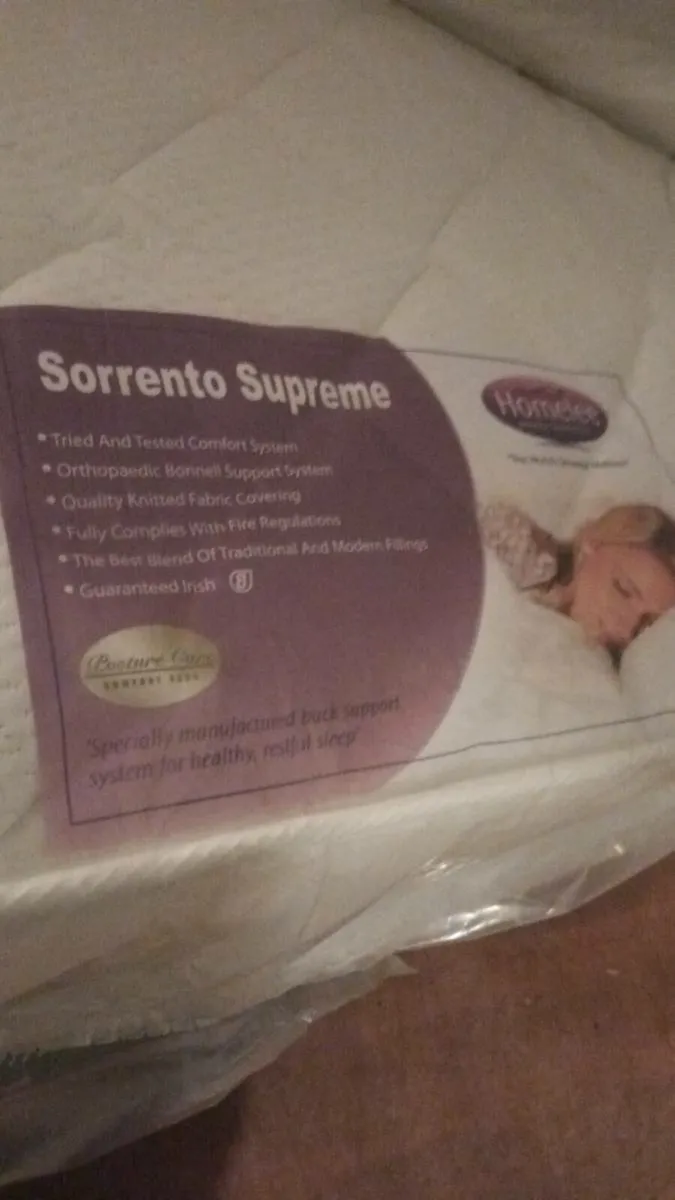 Sorrento Supreme
Homelee
• Tried And Tested Comfort System
• Orthopaedic Bonnell Support System
• Quality Knitted Fabric Covering
• Fully Complies With Fire Regulations
• The Best Blend Of Traditional And Modern Fillings
• Guaranteed Irish
Posture Care
'Specially manufactured back support
system for healthy, restful sleep'